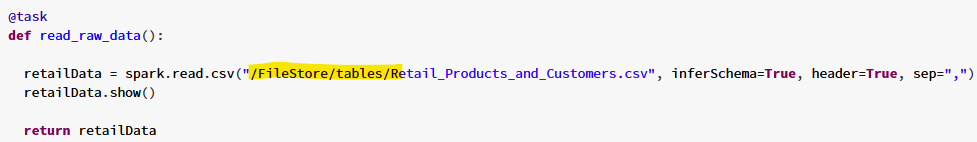 @task
def read_raw_data():
retailData = spark.read.csv("/FileStore/tables/Retail_Products_and_Customers.csv", inferSchema=True, header=True, sep=",")
retailData.show()
return retailData